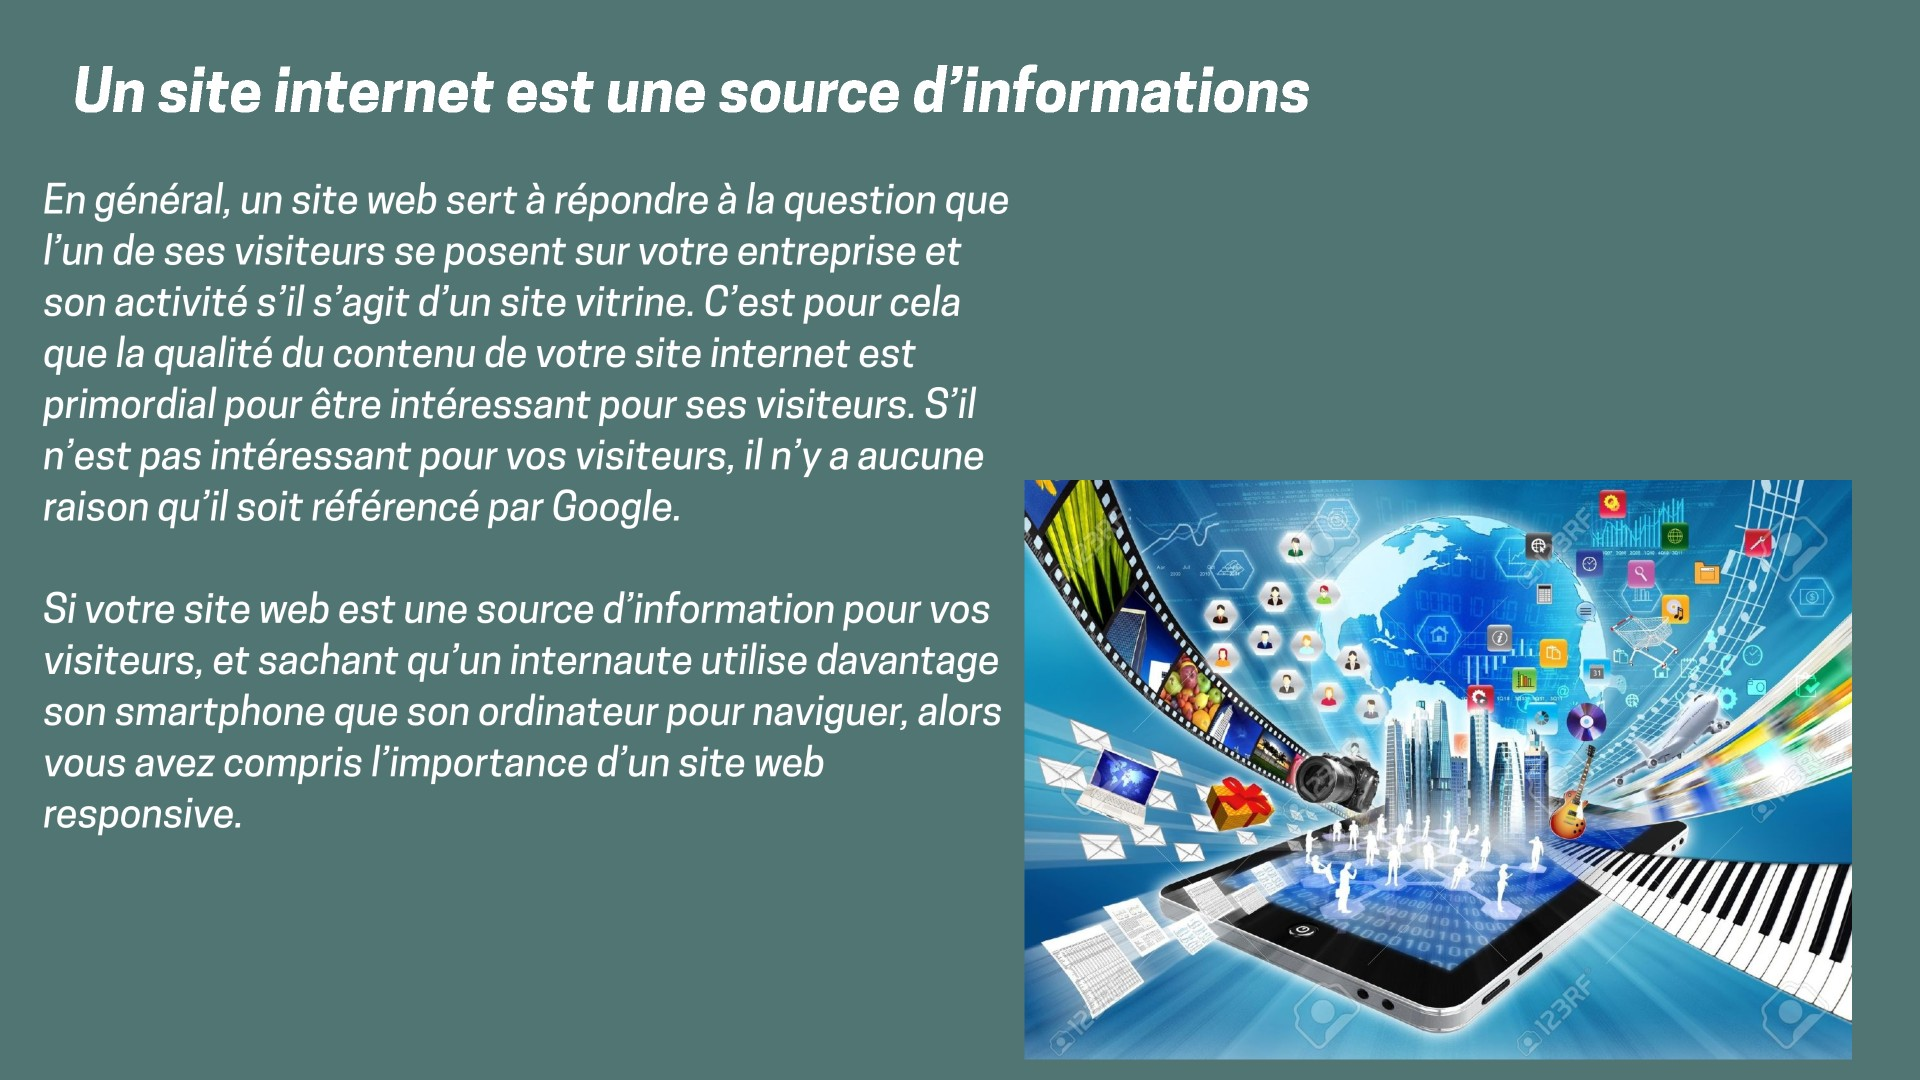 Un site internet est une source d’informations
En général, un site web sert à répondre à la question que
l’un de ses visiteurs se posent sur votre entreprise et
son activité s’il s’agit d’un site vitrine. C’est pour cela
que la qualité du contenu de votre site internet est
primordial pour être intéressant pour ses visiteurs. S’il
n’est pas intéressant pour vos visiteurs, il n’y a aucune
raison qu’il soit référencé par Google.
Si votre site web est une source d’information pour vos
visiteurs, et sachant qu’un internaute utilise davantage
son smartphone que son ordinateur pour naviguer, alors
vous avez compris l’importance d’un site web
responsive.
123RF
123RF
123RF